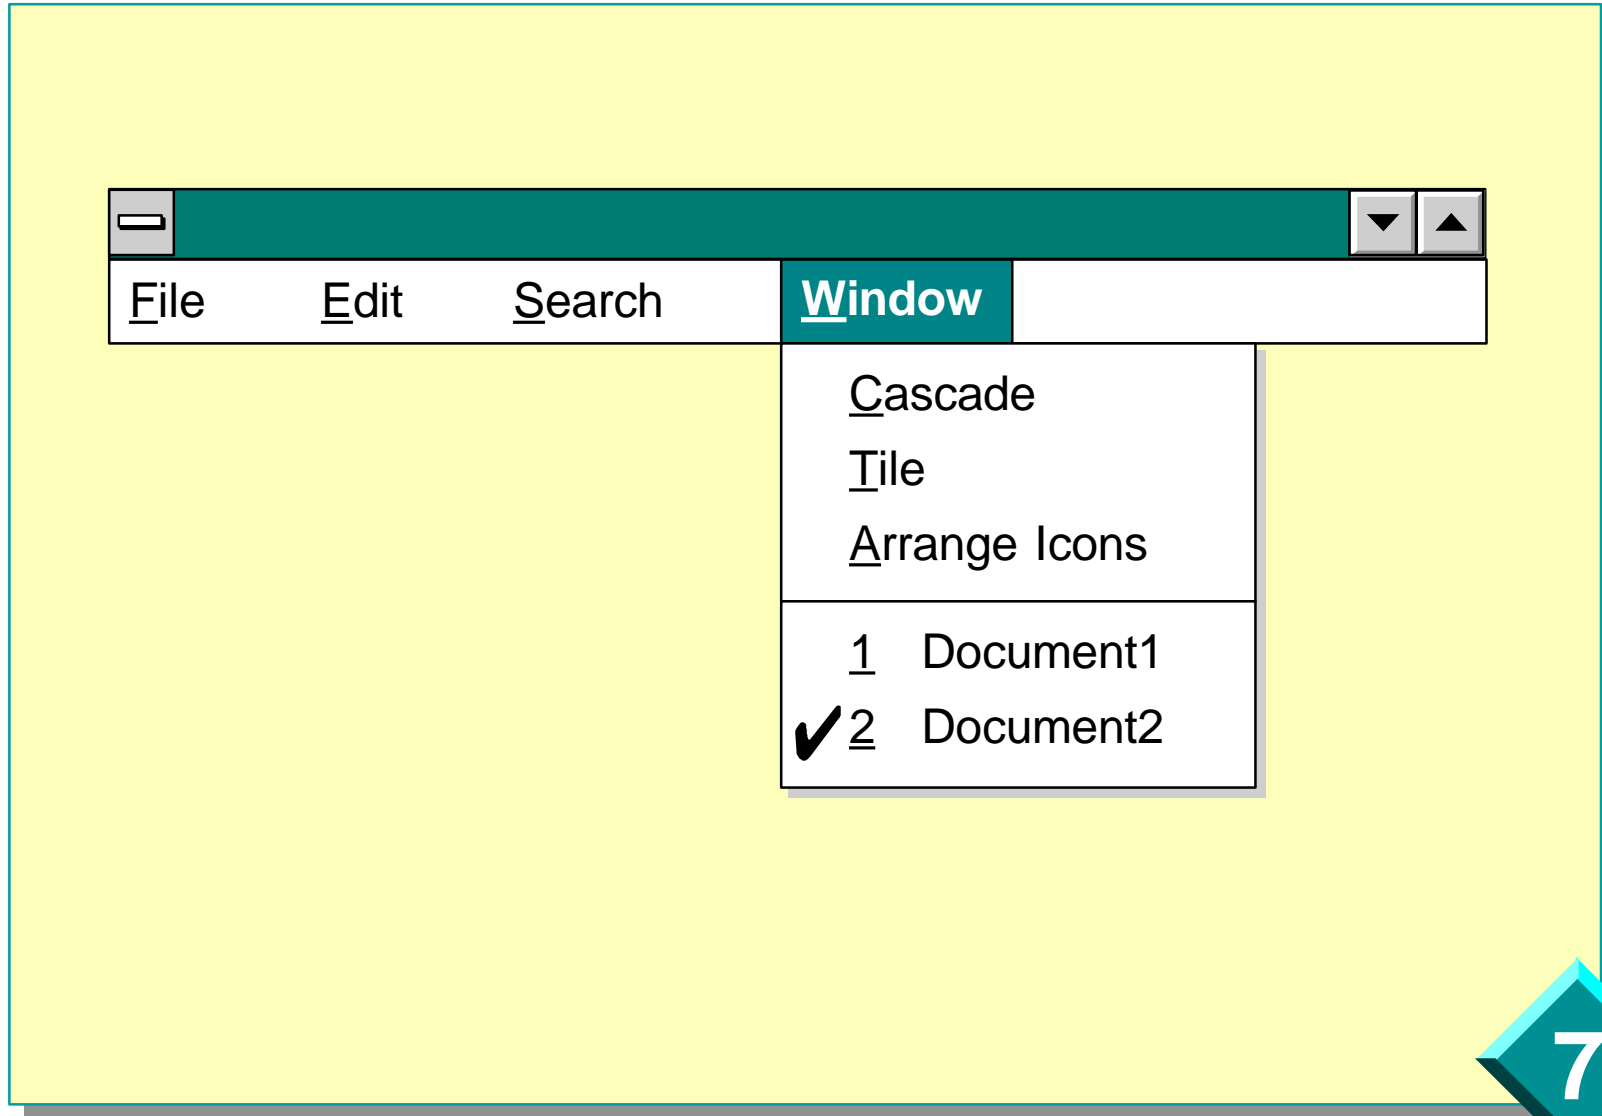 File Edit Search Window
Cascade
Tile
Arrange Icons
1 Document1
2 Document2
7